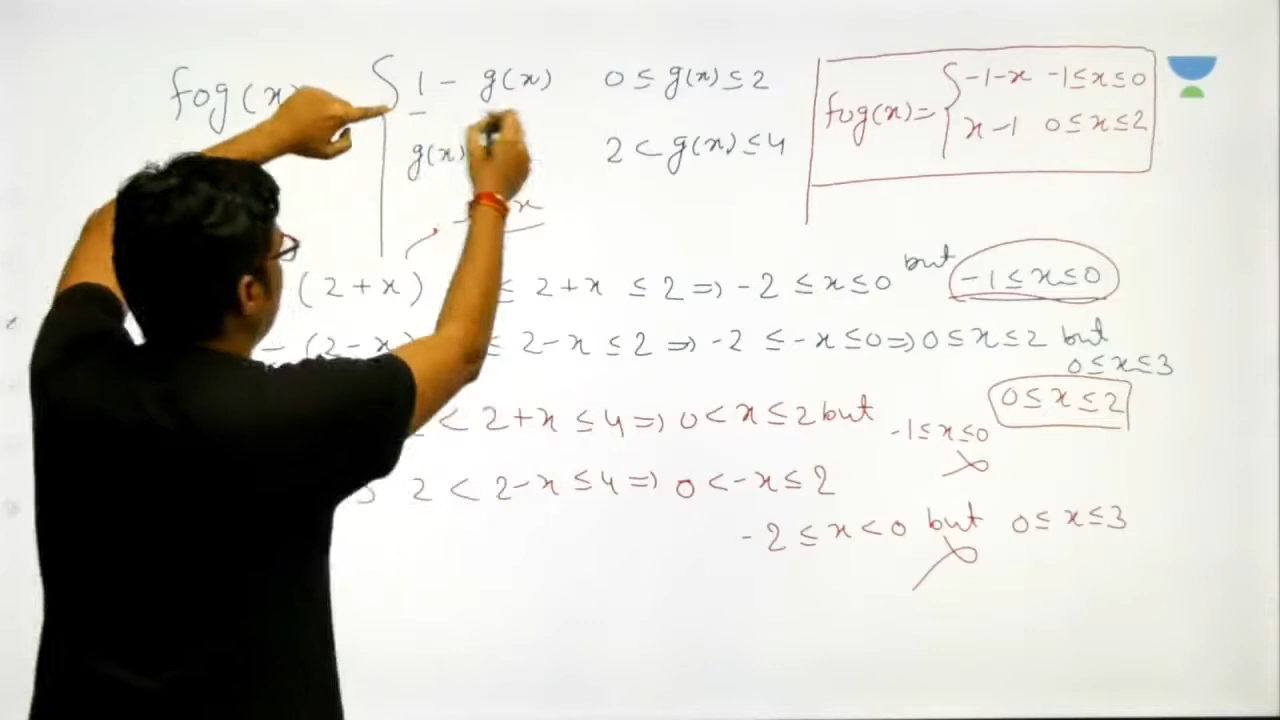 fog(x) { 1 - g(x) 0 ≤ g(x) ≤ 2
g(x) 2 < g(x) ≤ 4
fog(x) = { -1-x -1≤x≤0
x-1 0≤x≤2
x
(2+x) ≤ 2+x ≤ 2 ⇒ -2 ≤ x ≤ 0 but -1≤x≤0
- (2-x) ≤ 2-x ≤ 2 ⇒ -2 ≤ -x ≤ 0 ⇒ 0 ≤ x ≤ 2 but
0≤x≤3
0≤x≤2
2 < 2+x ≤ 4 ⇒ 0 < x ≤ 2 but
-1≤x≤0
2 < 2-x ≤ 4 ⇒ 0 < -x ≤ 2
-2 ≤ x < 0 but 0≤x≤3